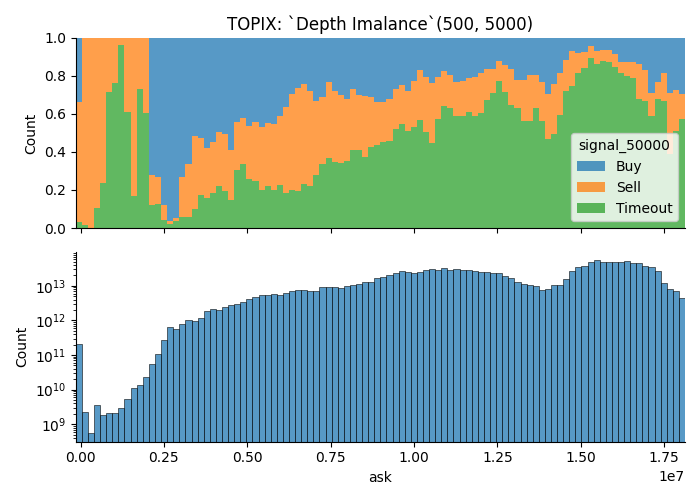 TOPIX: `Depth Imalance`(500, 5000)
1.0
0.8
0.6
0.4
0.2
0.0
Count
signal_50000
Buy
Sell
Timeout
10¹³
10¹²
10¹¹
10¹⁰
10⁹
Count
0.00 0.25 0.50 0.75 1.00 1.25 1.50 1.75
1e7
ask